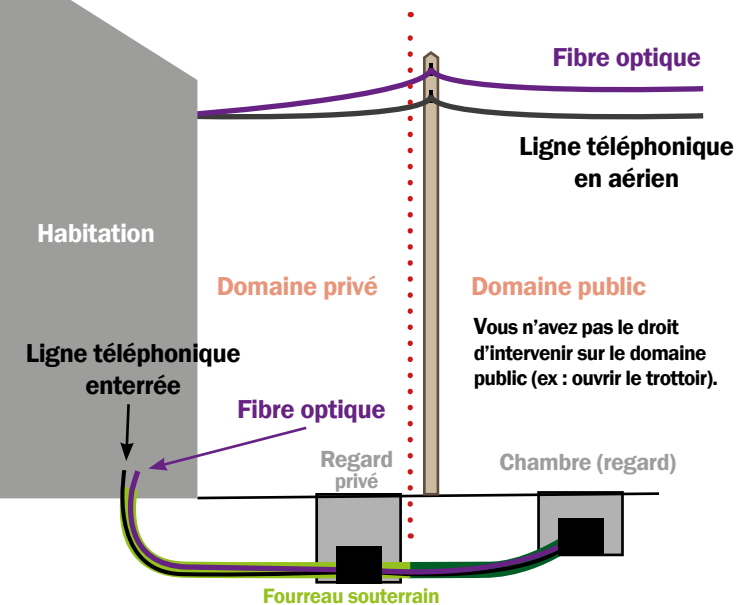 Fibre optique
Ligne téléphonique
en aérien
Habitation
Domaine privé
Domaine public
Vous n’avez pas le droit
d’intervenir sur le domaine
public (ex : ouvrir le trottoir).
Ligne téléphonique
enterrée
Fibre optique
Regard
privé
Chambre (regard)
Fourreau souterrain